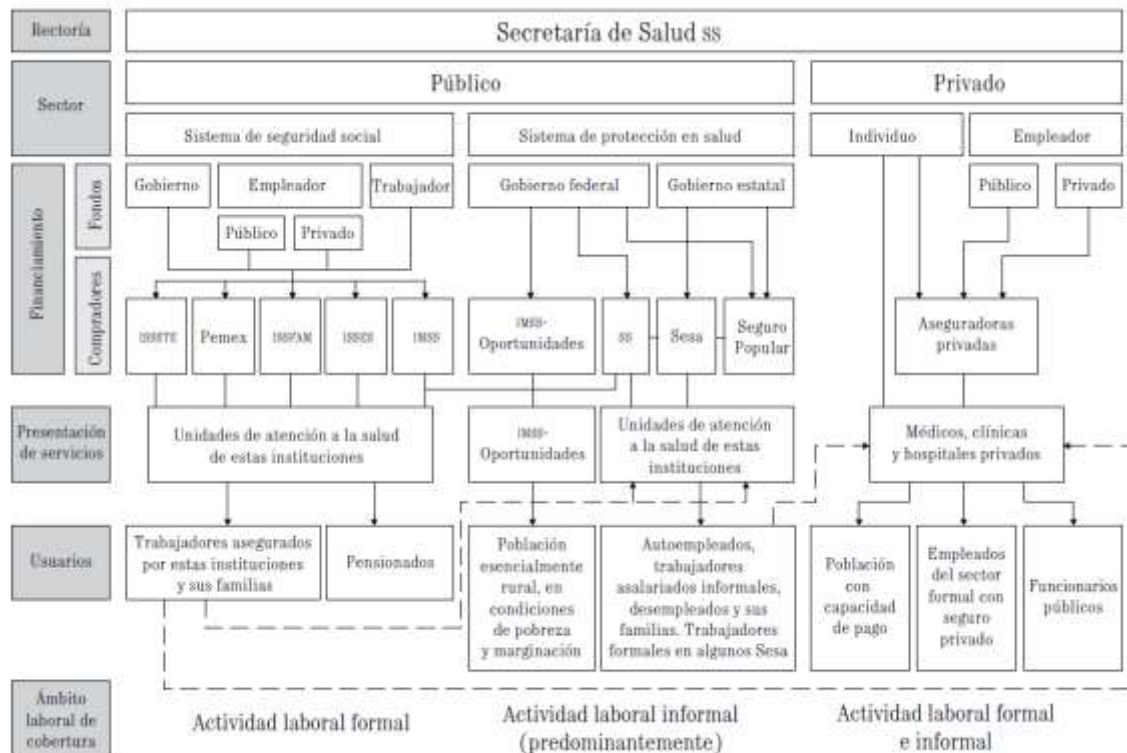 Rectoría
Secretaría de Salud SS
Sector
Público
Privado
Sistema de seguridad social
Sistema de protección en salud
Individuo
Empleador
Financiamiento
Fondos
Gobierno
Empleador
Trabajador
Gobierno federal
Gobierno estatal
Público
Privado
Público
Privado
Compradores
ISSSTE
Pemex
ISSFAM
ISSES
IMSS
IMSS-
Oportunidades
SS
Sesa
Seguro
Popular
Aseguradoras
privadas
Presentación
de servicios
Unidades de atención a la salud
de estas instituciones
IMSS-
Oportunidades
Unidades de atención
a la salud de estas
instituciones
Médicos, clínicas
y hospitales privados
Usuarios
Trabajadores asegurados
por estas instituciones
y sus familias
Pensionados
Población
esencialmente
rural, en
condiciones
de pobreza
y marginación
Autoempleados,
trabajadores
asalariados informales,
desempleados y sus
familias. Trabajadores
formales en algunos Sesa
Población
con
capacidad
de pago
Empleados
del sector
formal con
seguro
privado
Funcionarios
públicos
Ámbito
laboral de
cobertura
Actividad laboral formal
Actividad laboral informal
(predominantemente)
Actividad laboral formal
e informal